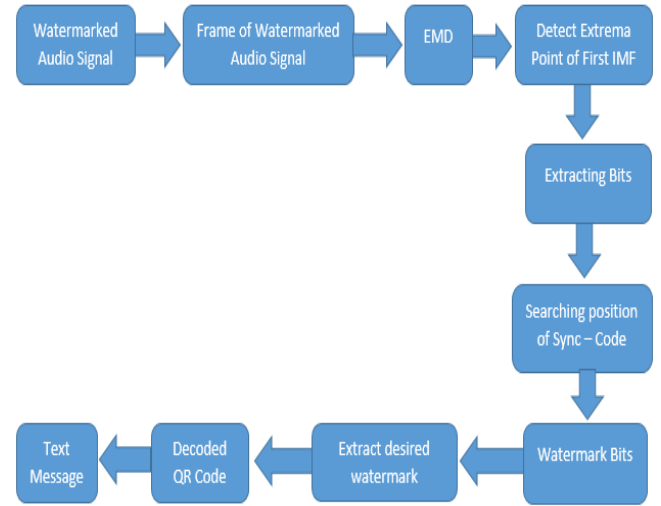 Watermarked
Audio Signal
Frame of Watermarked
Audio Signal
EMD
Detect Extrema
Point of First IMF
Extracting Bits
Searching position
of Sync – Code
Watermark Bits
Extract desired
watermark
Decoded
QR Code
Text
Message